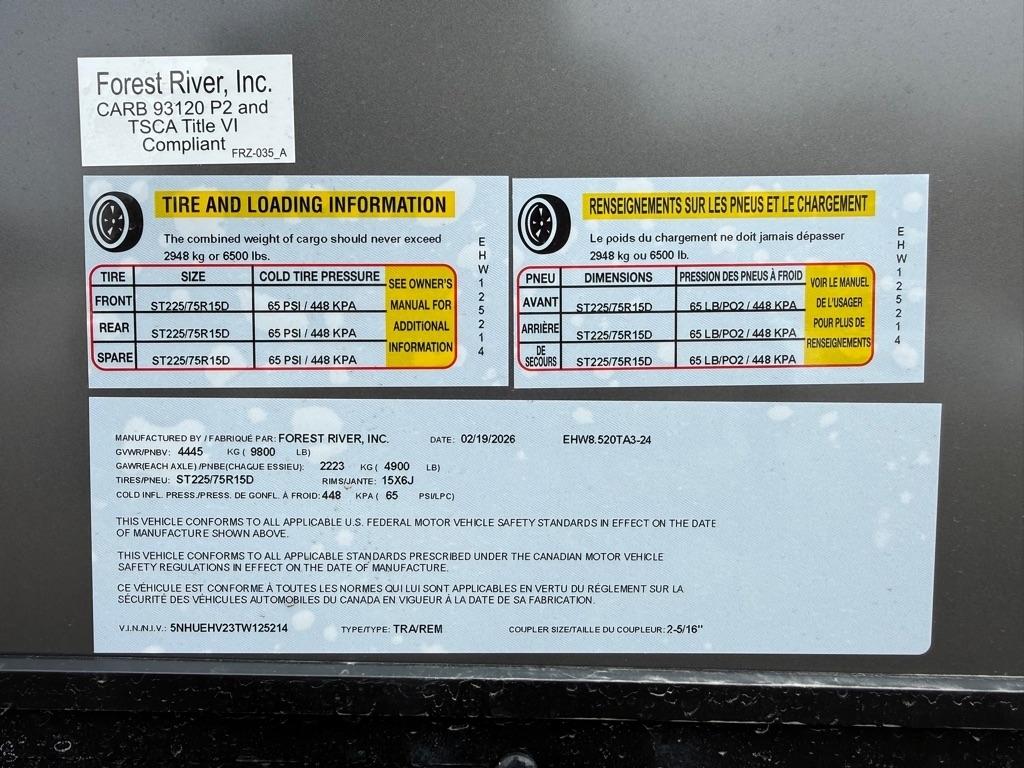 Forest River, Inc.
CARB 93120 P2 and
TSCA Title VI
Compliant FRZ-035_A
TIRE AND LOADING INFORMATION
The combined weight of cargo should never exceed
2948 kg or 6500 lbs.
TIRE SIZE COLD TIRE PRESSURE
FRONT ST225/75R15D 65 PSI / 448 KPA
REAR ST225/75R15D 65 PSI / 448 KPA
SPARE ST225/75R15D 65 PSI / 448 KPA
SEE OWNER'S
MANUAL FOR
ADDITIONAL
INFORMATION
EHW125214
RENSEIGNEMENTS SUR LES PNEUS ET LE CHARGEMENT
Le poids du chargement ne doit jamais dépasser
2948 kg ou 6500 lb.
PNEU DIMENSIONS PRESSION DES PNEUS À FROID
AVANT ST225/75R15D 65 LB/PO2 / 448 KPA
ARRIÈRE ST225/75R15D 65 LB/PO2 / 448 KPA
DE
SECOURS ST225/75R15D 65 LB/PO2 / 448 KPA
VOIR LE MANUEL
DE L'USAGER
POUR PLUS DE
RENSEIGNEMENTS
EHW125214
MANUFACTURED BY / FABRIQUÉ PAR: FOREST RIVER, INC. DATE: 02/19/2026 EHW8.520TA3-24
GVWR/PNBV: 4445 KG ( 9800 LB)
GAWR(EACH AXLE) /PNBE(CHAQUE ESSIEU): 2223 KG ( 4900 LB)
TIRES/PNEU: ST225/75R15D RIMS/JANTE: 15X6J
COLD INFL. PRESS./PRESS. DE GONFL. À FROID: 448 KPA ( 65 PSI/LPC)
THIS VEHICLE CONFORMS TO ALL APPLICABLE U.S. FEDERAL MOTOR VEHICLE SAFETY STANDARDS IN EFFECT ON THE DATE
OF MANUFACTURE SHOWN ABOVE.
THIS VEHICLE CONFORMS TO ALL APPLICABLE STANDARDS PRESCRIBED UNDER THE CANADIAN MOTOR VEHICLE
SAFETY REGULATIONS IN EFFECT ON THE DATE OF MANUFACTURE.
CE VÉHICULE EST CONFORME À TOUTES LES NORMES QUI LUI SONT APPLICABLES EN VERTU DU RÉGLEMENT SUR LA
SÉCURITÉ DES VÉHICULES AUTOMOBILES DU CANADA EN VIGUEUR À LA DATE DE SA FABRICATION.
V.I.N./N.I.V.: 5NHUEHV23TW125214 TYPE/TYPE: TRA/REM COUPLER SIZE/TAILLE DU COUPLEUR: 2-5/16"